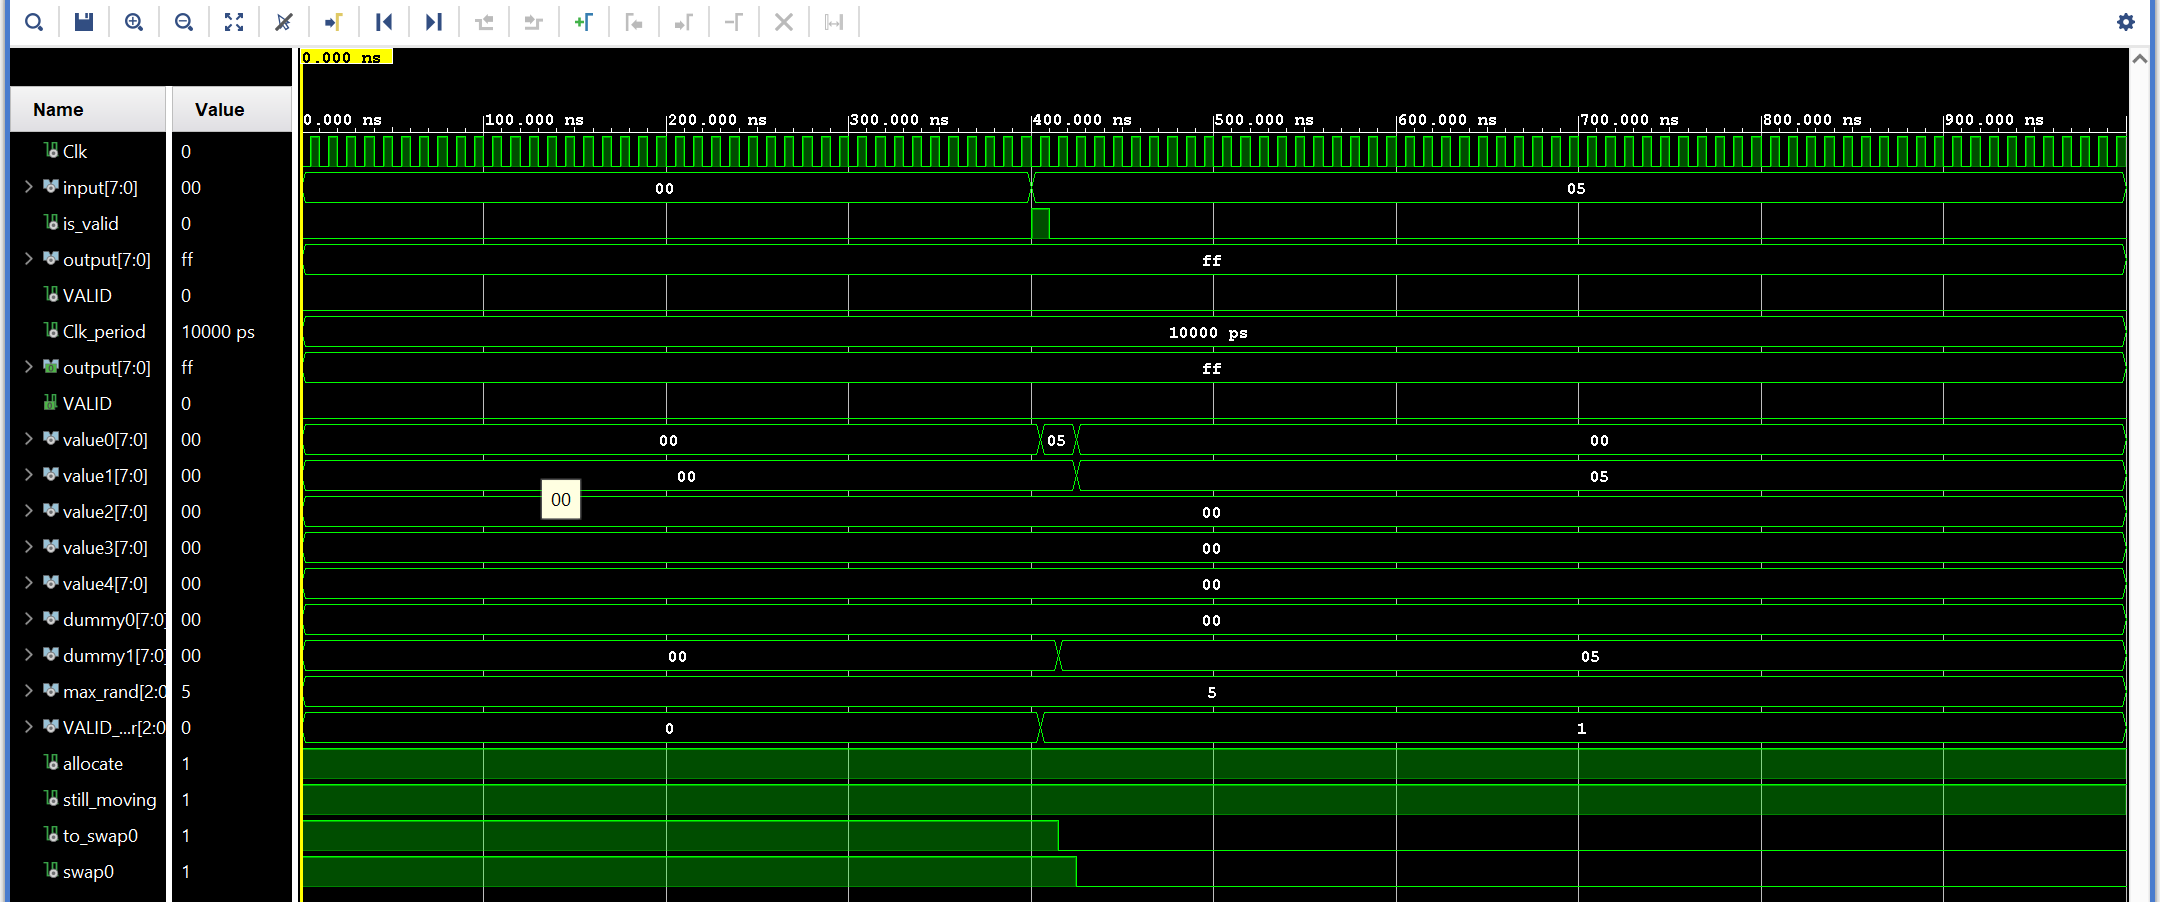 0.000 ns
Name Value
0.000 ns 100.000 ns 200.000 ns 300.000 ns 400.000 ns 500.000 ns 600.000 ns 700.000 ns 800.000 ns 900.000 ns
Clk 0
input[7:0] 00 00 05
is_valid 0
output[7:0] ff ff
VALID 0
Clk_period 10000 ps 10000 ps
output[7:0] ff ff
VALID 0
value0[7:0] 00 00 05 00
value1[7:0] 00 00 05
00
value2[7:0] 00 00
value3[7:0] 00 00
value4[7:0] 00 00
dummy0[7:0] 00 00
dummy1[7:0] 00 00 05
max_rand[2:0 5 5
VALID_...r[2:0 0 0 1
allocate 1
still_moving 1
to_swap0 1
swap0 1